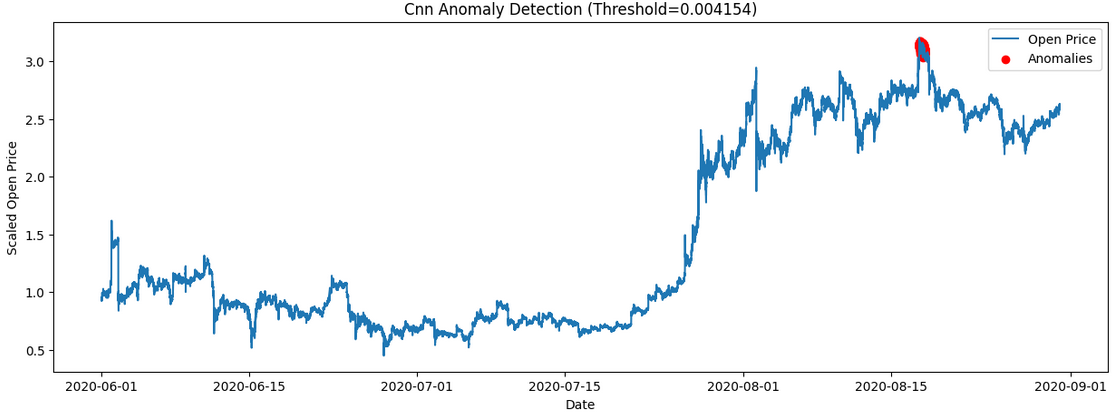 Cnn Anomaly Detection (Threshold=0.004154)
Open Price
Anomalies
Scaled Open Price
3.0
2.5
2.0
1.5
1.0
0.5
2020-06-01 2020-06-15 2020-07-01 2020-07-15 2020-08-01 2020-08-15 2020-09-01
Date